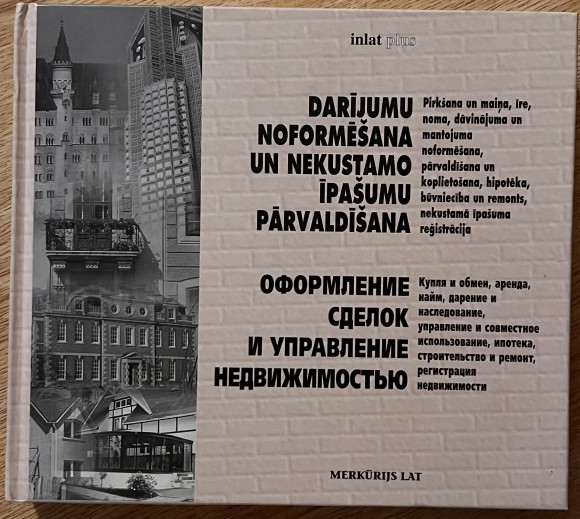 inlat plus
DARĪJUMU
NOFORMĒŠANA
UN NEKUSTAMO
ĪPAŠUMU
PĀRVALDĪŠANA
Pirkšana un maiņa, īre,
noma, dāvinājuma un
mantojuma
noformēšana,
pārvaldīšana un
koplietošana, hipotēka,
būvniecība un remonts,
nekustamā īpašuma
reģistrācija
ОФОРМЛЕНИЕ
СДЕЛОК
И УПРАВЛЕНИЕ
НЕДВИЖИМОСТЬЮ
Купля и обмен, аренда,
найм, дарение и
наследование,
управление и совместное
использование, ипотека,
строительство и ремонт,
регистрация
недвижимости
MERKŪRIJS LAT